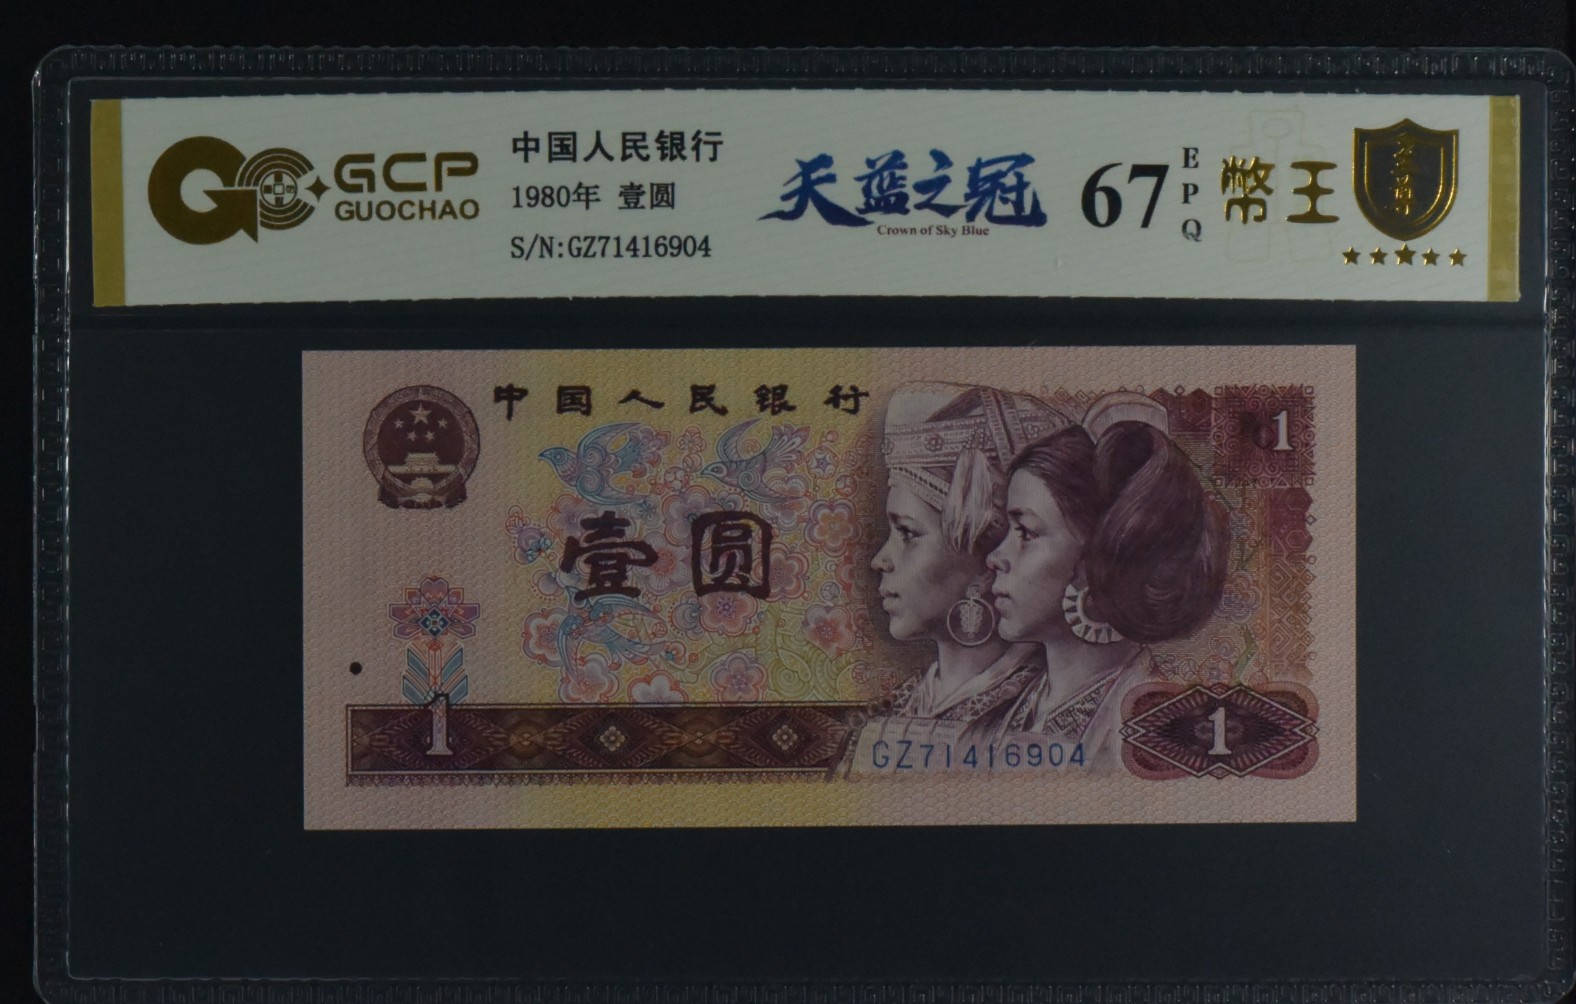 GCP
GUOCHAO
中国人民银行
1980年 壹圆
S/N:GZ71416904
天蓝之冠
Crown of Sky Blue
67
EPQ
幣王
中国人民银行
1
壹圆
1
GZ71416904
1